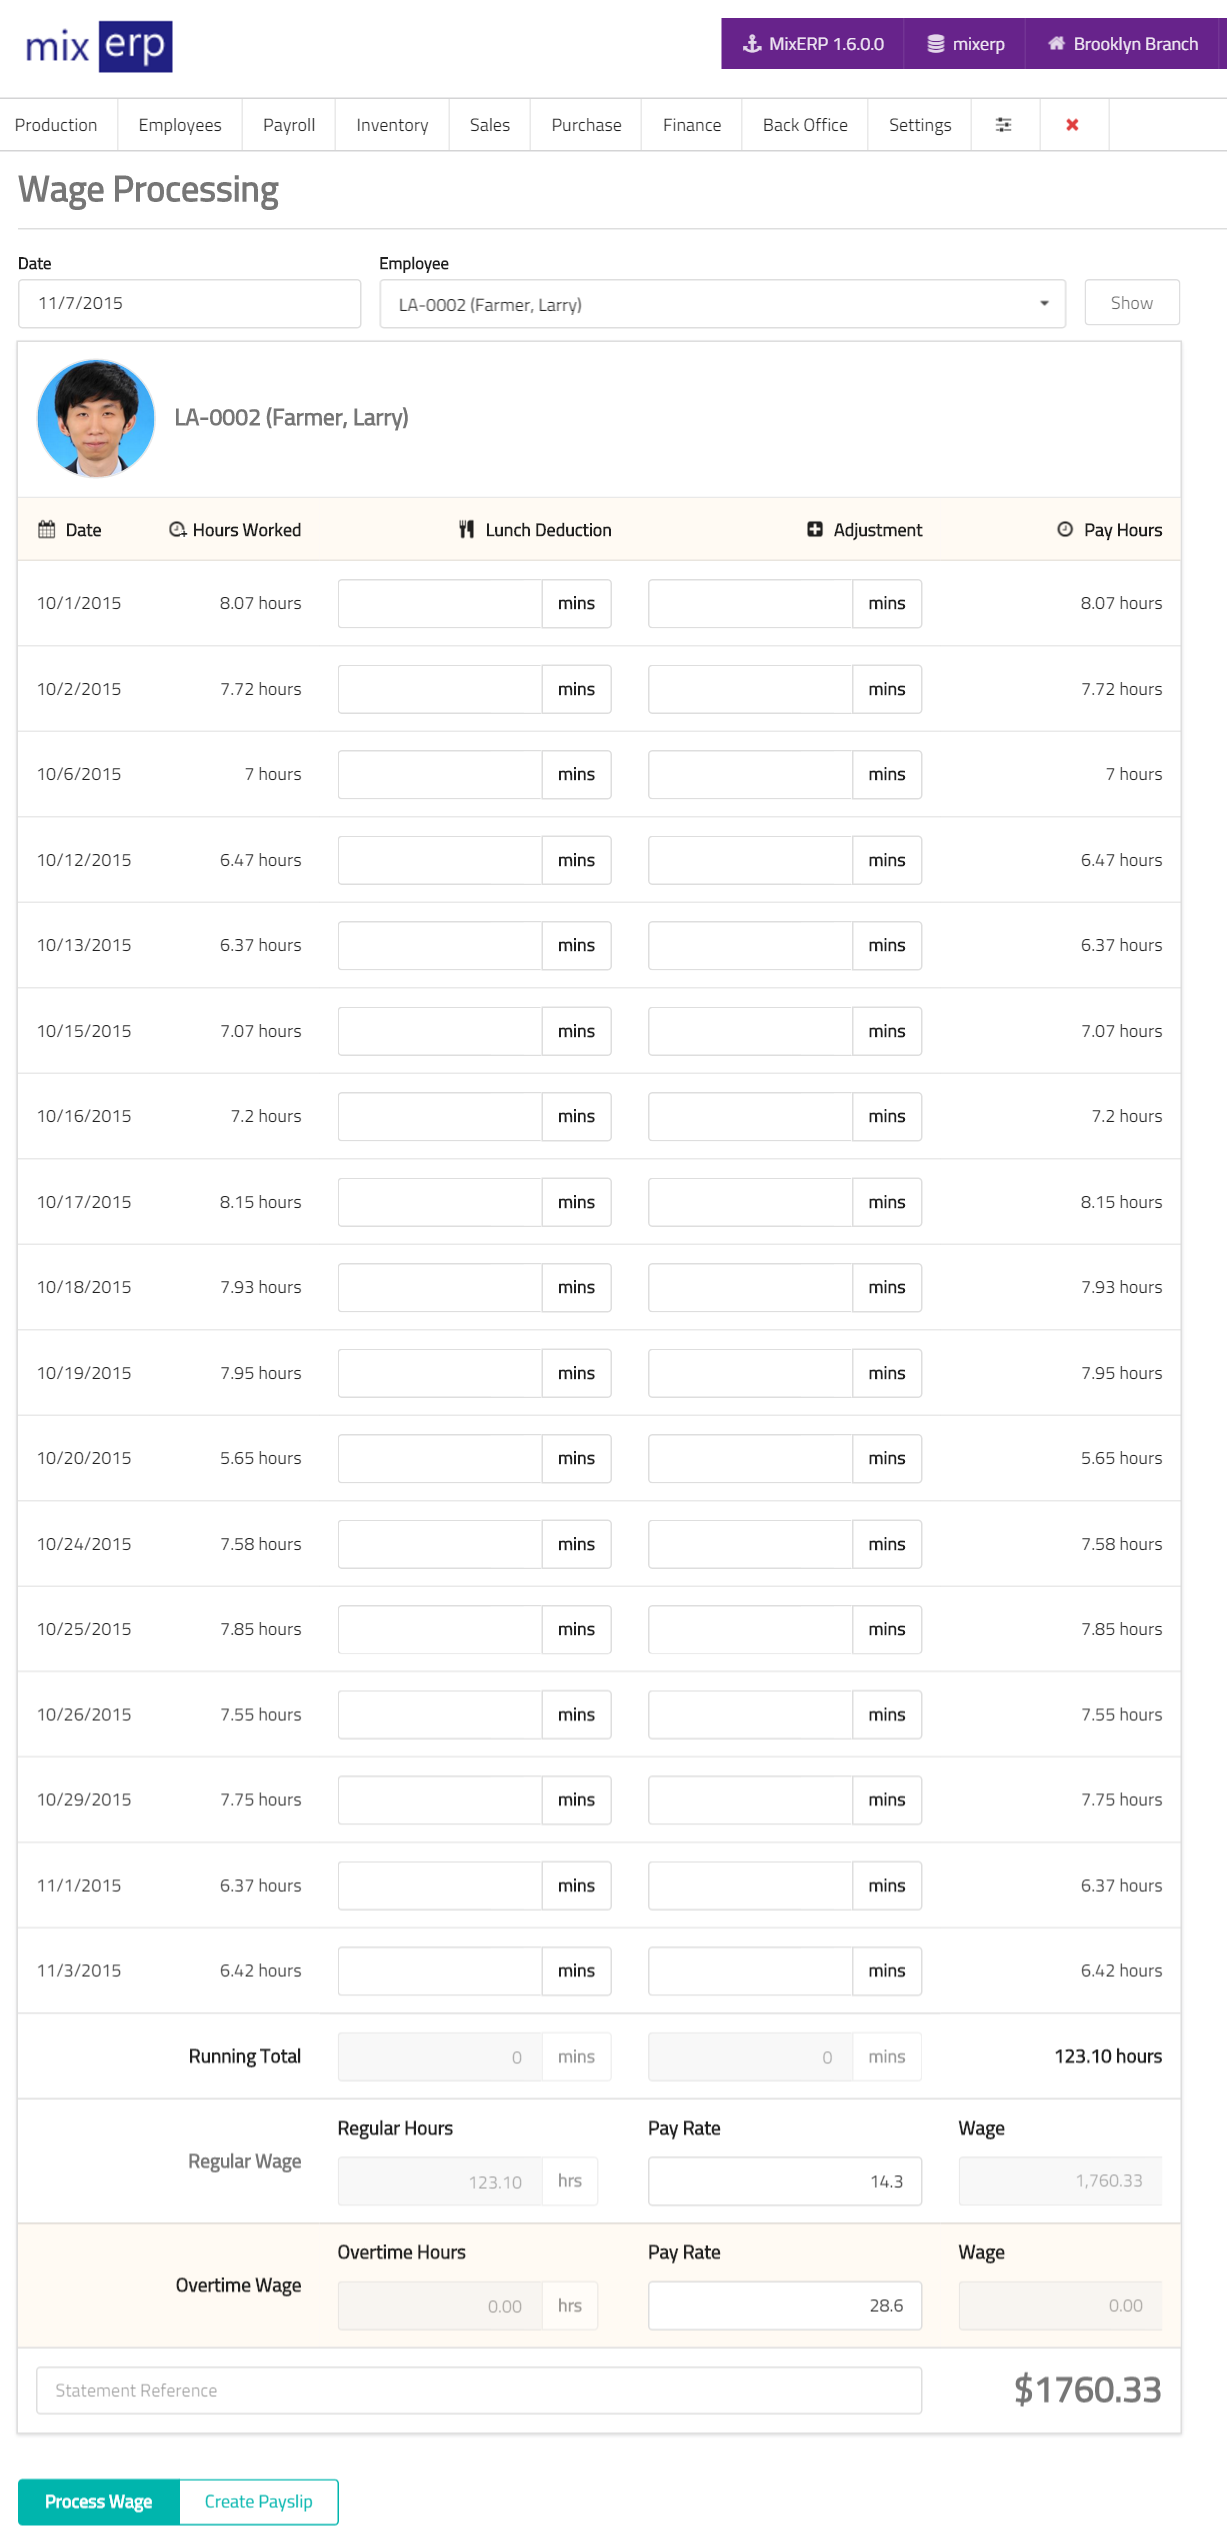 mix erp
MixERP 1.6.0.0 mixerp Brooklyn Branch
Production Employees Payroll Inventory Sales Purchase Finance Back Office Settings
Wage Processing
Date Employee
11/7/2015 LA-0002 (Farmer, Larry) Show
LA-0002 (Farmer, Larry)
Date Hours Worked Lunch Deduction Adjustment Pay Hours
10/1/2015 8.07 hours mins mins 8.07 hours
10/2/2015 7.72 hours mins mins 7.72 hours
10/6/2015 7 hours mins mins 7 hours
10/12/2015 6.47 hours mins mins 6.47 hours
10/13/2015 6.37 hours mins mins 6.37 hours
10/15/2015 7.07 hours mins mins 7.07 hours
10/16/2015 7.2 hours mins mins 7.2 hours
10/17/2015 8.15 hours mins mins 8.15 hours
10/18/2015 7.93 hours mins mins 7.93 hours
10/19/2015 7.95 hours mins mins 7.95 hours
10/20/2015 5.65 hours mins mins 5.65 hours
10/24/2015 7.58 hours mins mins 7.58 hours
10/25/2015 7.85 hours mins mins 7.85 hours
10/26/2015 7.55 hours mins mins 7.55 hours
10/29/2015 7.75 hours mins mins 7.75 hours
11/1/2015 6.37 hours mins mins 6.37 hours
11/3/2015 6.42 hours mins mins 6.42 hours
Running Total 0 mins 0 mins 123.10 hours
Regular Hours Pay Rate Wage
Regular Wage 123.10 hrs 14.3 1,760.33
Overtime Hours Pay Rate Wage
Overtime Wage 0.00 hrs 28.6 0.00
Statement Reference $1760.33
Process Wage Create Payslip